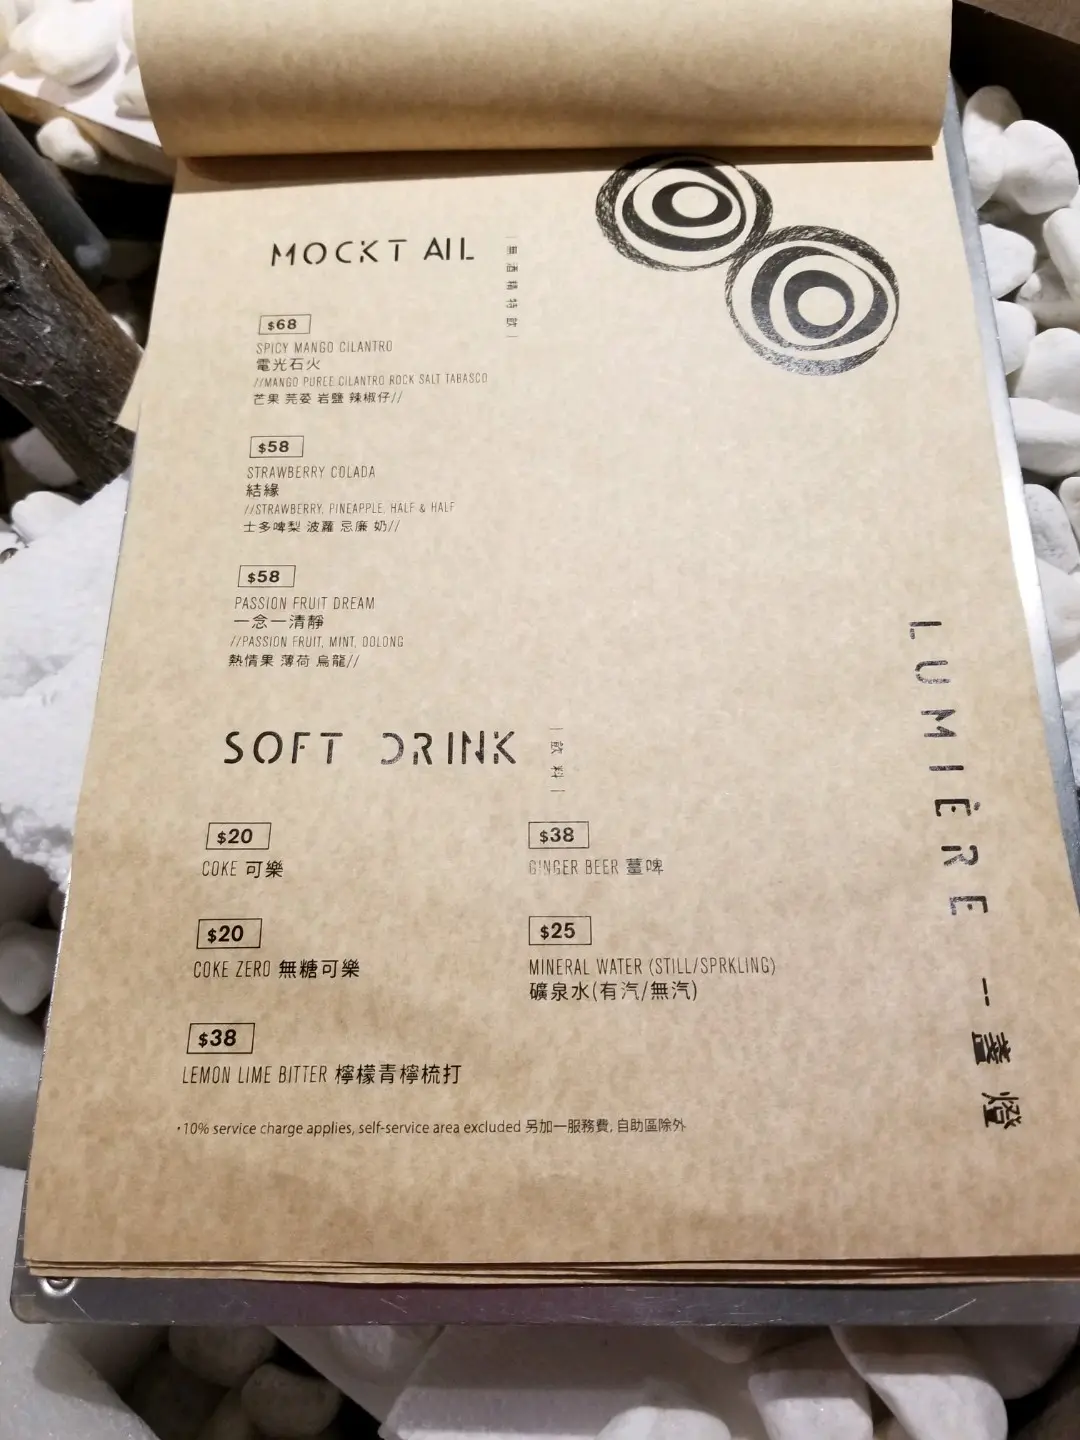 MOCKTAIL
無酒精特飲
$68
SPICY MANGO CILANTRO
電光石火
//MANGO PUREE CILANTRO ROCK SALT TABASCO
芒果 芫荽 岩鹽 辣椒仔//
$58
STRAWBERRY COLADA
結緣
//STRAWBERRY, PINEAPPLE, HALF & HALF
士多啤梨 波蘿 忌廉 奶//
$58
PASSION FRUIT DREAM
一念一清靜
//PASSION FRUIT, MINT, OOLONG
熱情果 薄荷 烏龍//
SOFT DRINK
飲料
$20
COKE 可樂
$20
COKE ZERO 無糖可樂
$38
LEMON LIME BITTER 檸檬青檸梳打
$38
GINGER BEER 薑啤
$25
MINERAL WATER (STILL/SPRKLING)
礦泉水(有汽/無汽)
•10% service charge applies, self-service area excluded 另加一服務費, 自助區除外
LUMIÈRE 一盞燈